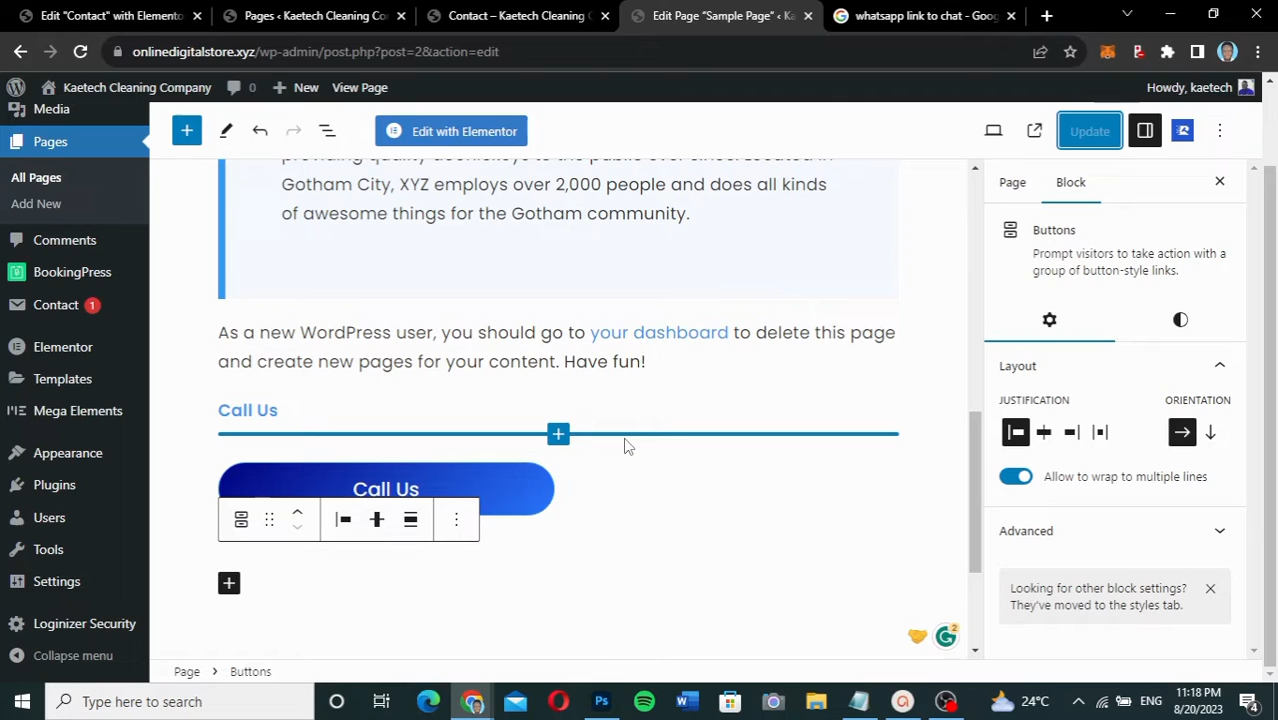 Edit "Contact" with Elemento
Pages ‹ Kaetech Cleaning Co
Contact – Kaetech Cleaning C
Edit Page "Sample Page" ‹ Ka
whatsapp link to chat - Goog
onlinedigitalstore.xyz/wp-admin/post.php?post=2&action=edit
Kaetech Cleaning Company
0
New
View Page
Howdy, kaetech
Media
Pages
All Pages
Add New
Comments
BookingPress
Contact 1
Elementor
Templates
Mega Elements
Appearance
Plugins
Users
Tools
Settings
Loginizer Security
Collapse menu
Edit with Elementor
Update
Gotham City, XYZ employs over 2,000 people and does all kinds
of awesome things for the Gotham community.
As a new WordPress user, you should go to your dashboard to delete this page
and create new pages for your content. Have fun!
Call Us
Call Us
Page
Block
Buttons
Prompt visitors to take action with a
group of button-style links.
Layout
JUSTIFICATION
ORIENTATION
Allow to wrap to multiple lines
Advanced
Looking for other block settings?
They've moved to the styles tab.
2
Page
Buttons
Type here to search
Ps
24°C
ENG
11:18 PM
8/20/2023
4